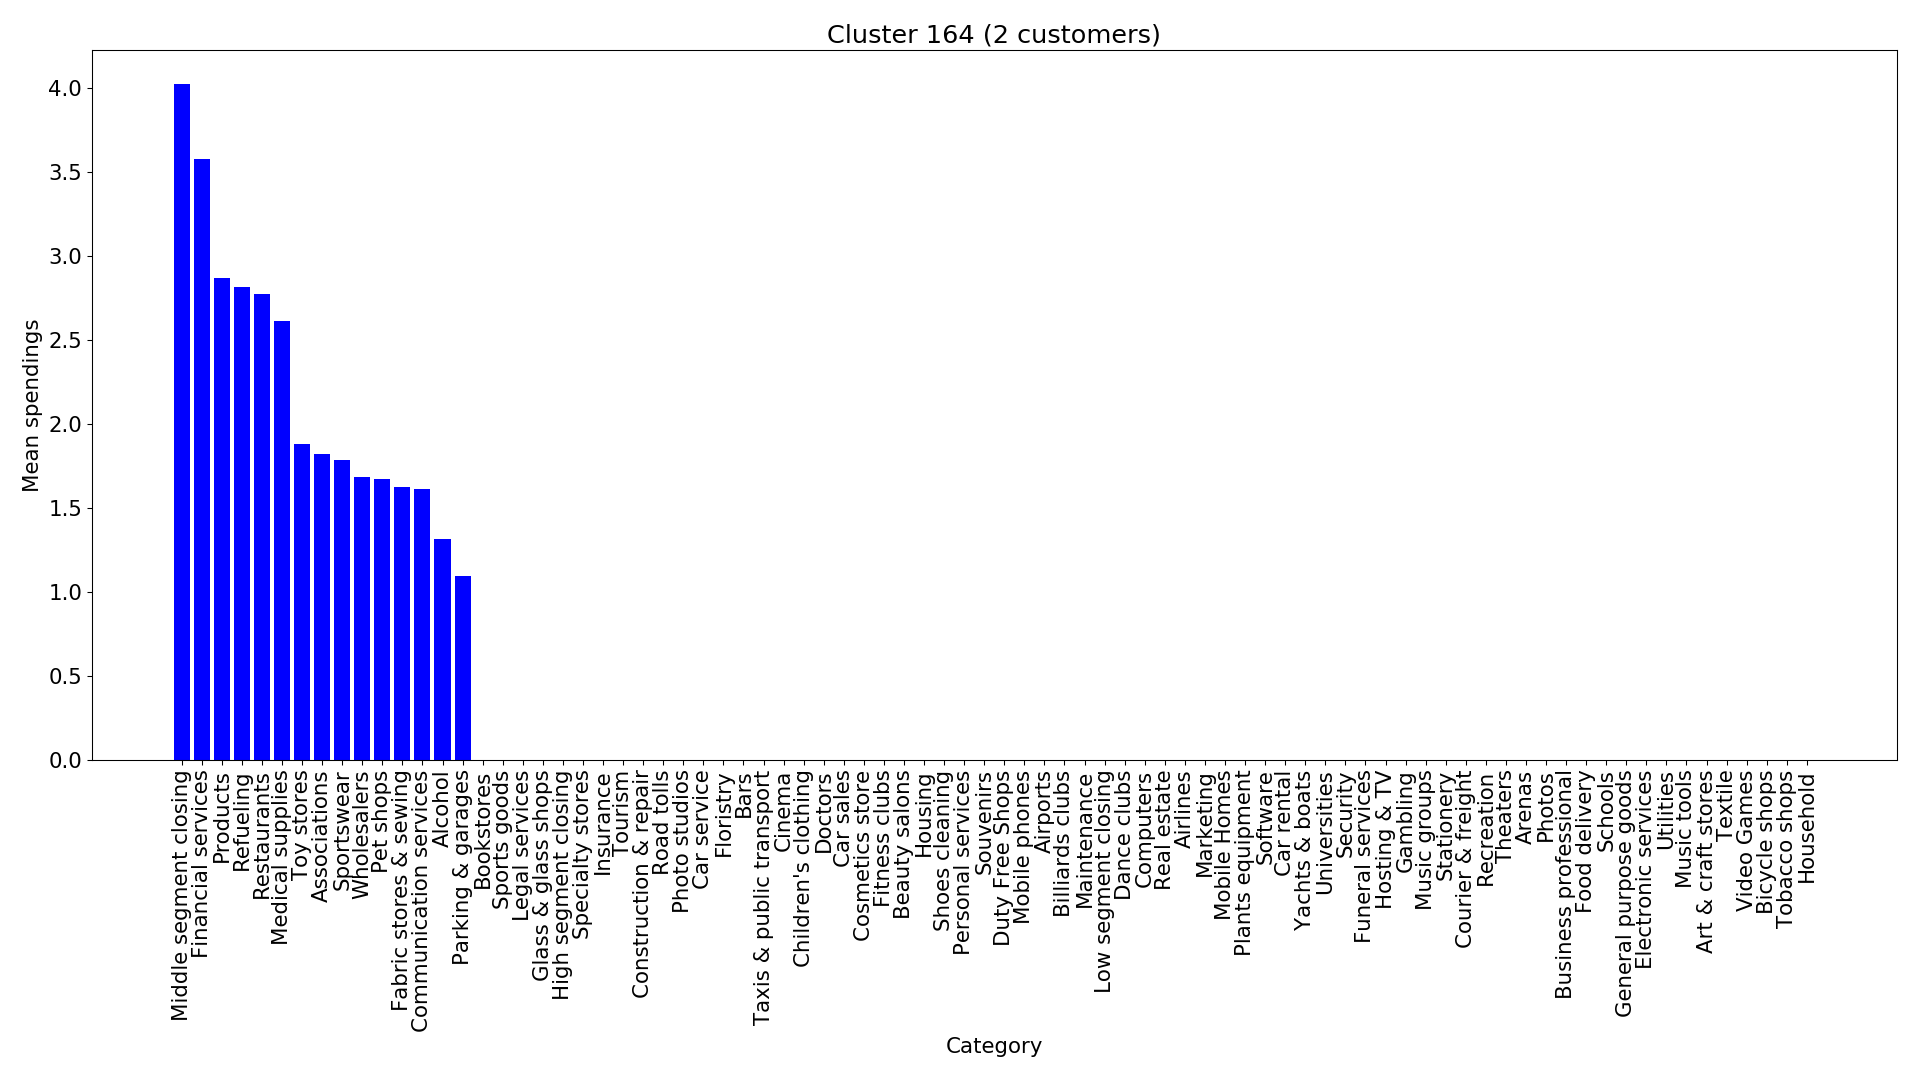 Cluster 164 (2 customers)
Mean spendings
4.0
3.5
3.0
2.5
2.0
1.5
1.0
0.5
0.0
Middle segment closing
Financial services
Products
Refueling
Restaurants
Medical supplies
Toy stores
Associations
Sportswear
Wholesalers
Pet shops
Fabric stores & sewing
Communication services
Alcohol
Parking & garages
Bookstores
Sports goods
Legal services
Glass & glass shops
High segment closing
Specialty stores
Insurance
Tourism
Construction & repair
Road tolls
Photo studios
Car service
Floristry
Bars
Taxis & public transport
Cinema
Children's clothing
Doctors
Car sales
Cosmetics store
Fitness clubs
Beauty salons
Housing
Shoes cleaning
Personal services
Souvenirs
Duty Free Shops
Mobile phones
Airports
Billiards clubs
Maintenance
Low segment closing
Dance clubs
Computers
Real estate
Airlines
Marketing
Mobile Homes
Plants equipment
Software
Car rental
Yachts & boats
Universities
Security
Funeral services
Hosting & TV
Gambling
Music groups
Stationery
Courier & freight
Recreation
Theaters
Arenas
Photos
Business professional
Food delivery
Schools
General purpose goods
Electronic services
Utilities
Music tools
Art & craft stores
Textile
Video Games
Bicycle shops
Tobacco shops
Household
Category